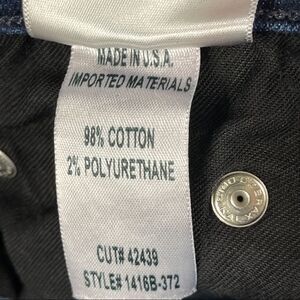 MADE IN U.S.A.
IMPORTED MATERIALS
98% COTTON
2% POLYURETHANE
CUT# 42439
STYLE# 1416B-372